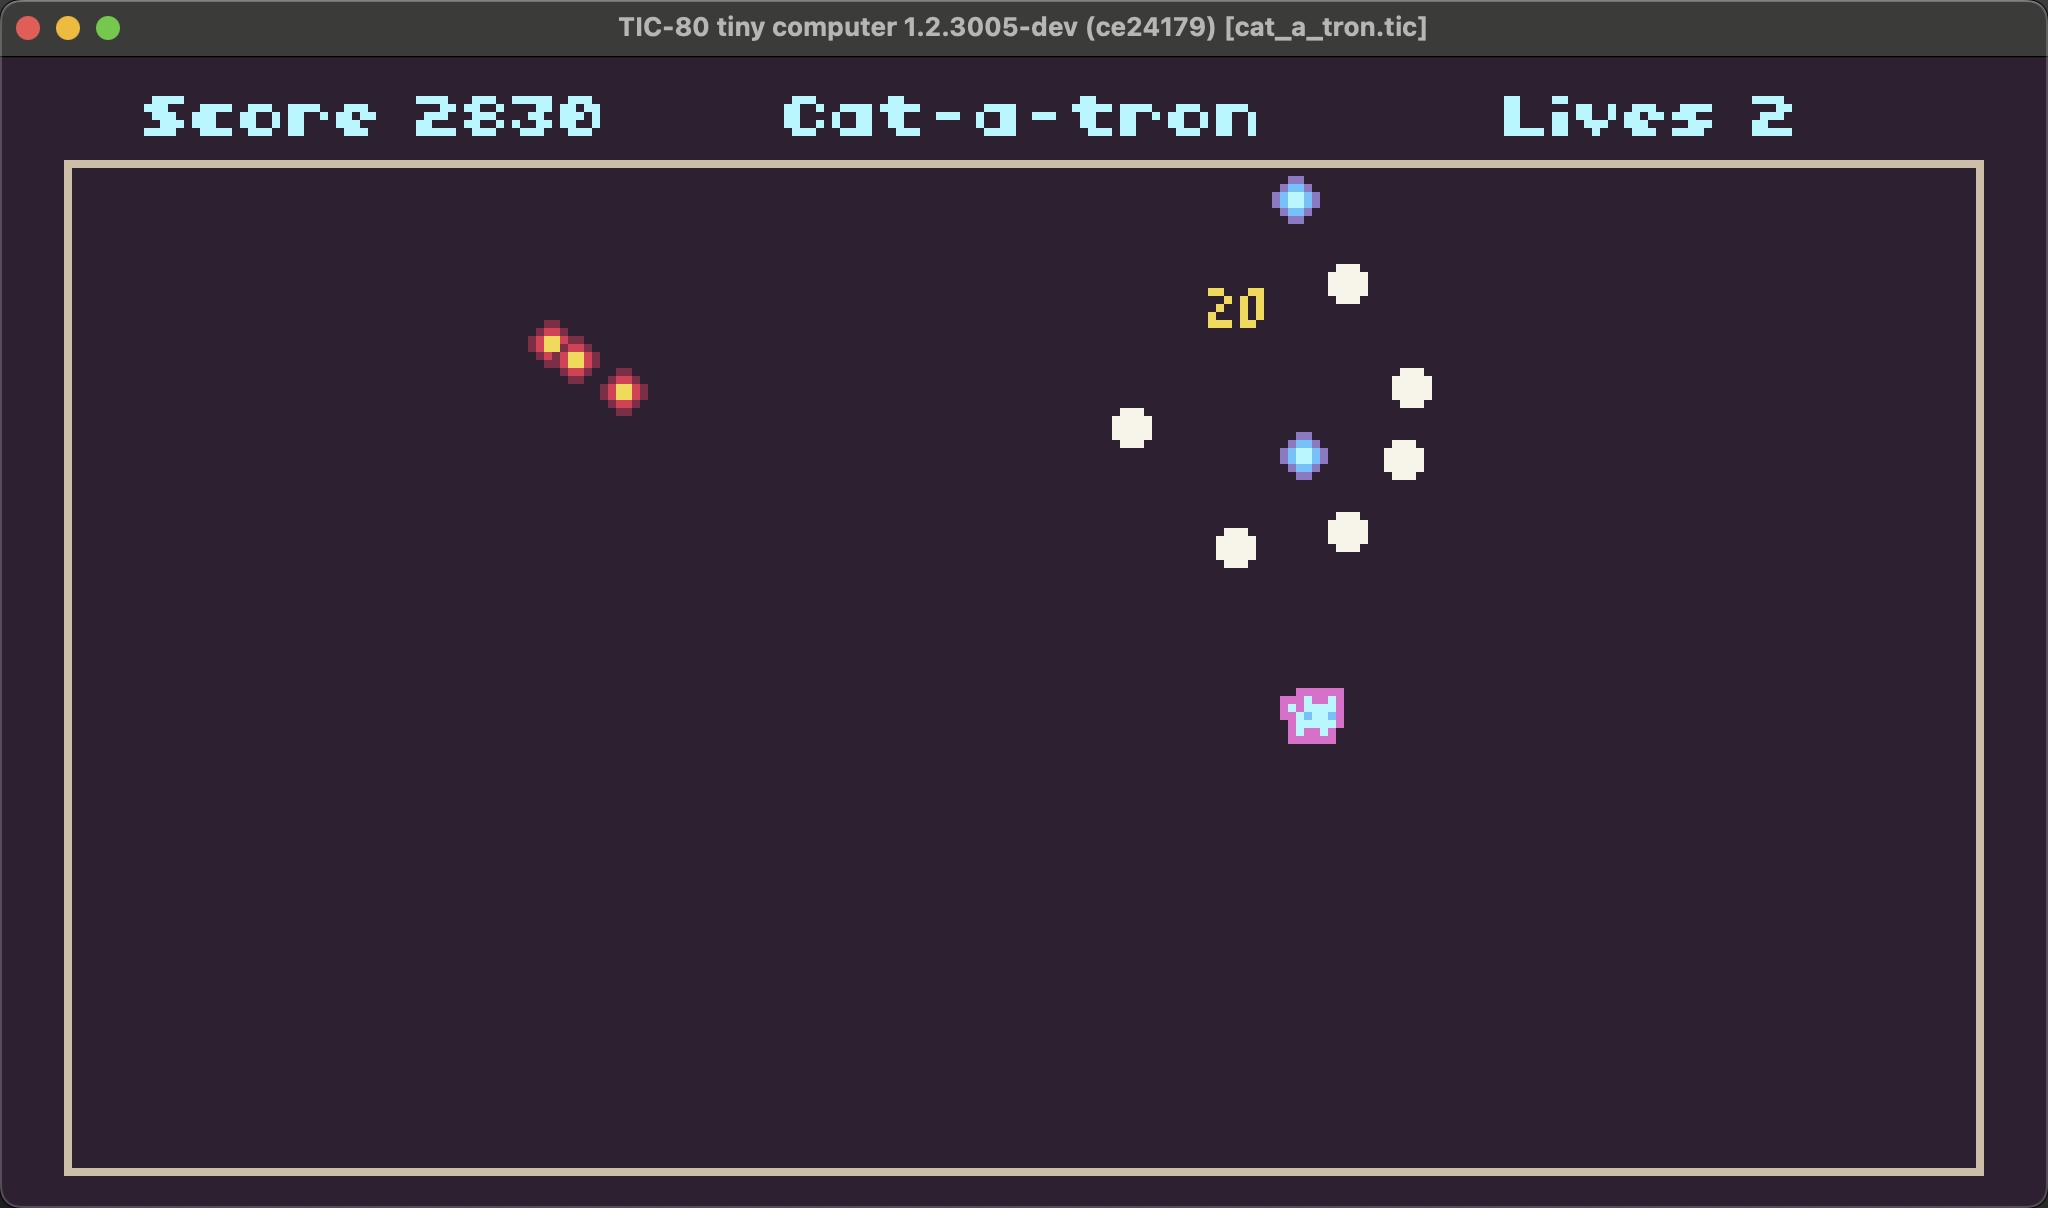 TIC-80 tiny computer 1.2.3005-dev (ce24179) [cat_a_tron.tic]
Score 2830 Cat-a-tron Lives 2
20